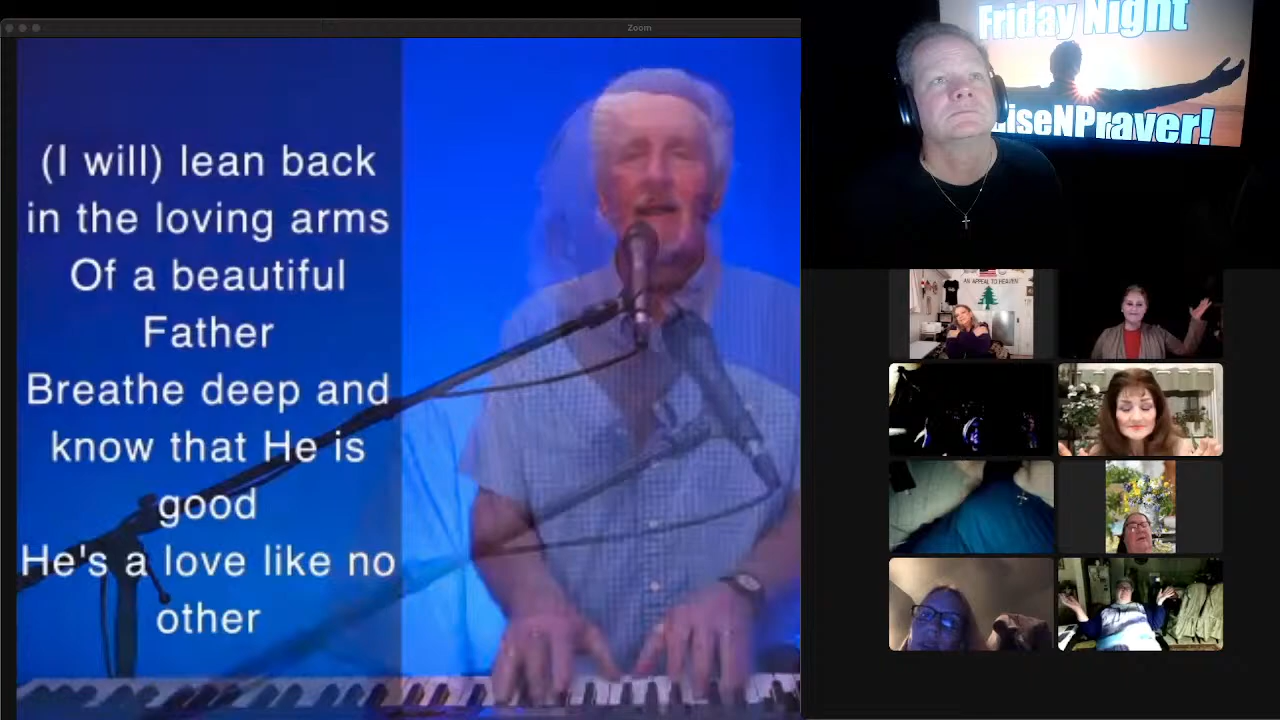 Zoom
(I will) lean back
in the loving arms
Of a beautiful
Father
Breathe deep and
know that He is
good
He's a love like no
other
Friday Night
aiseNPrayer!
AN APPEAL TO HEAVEN